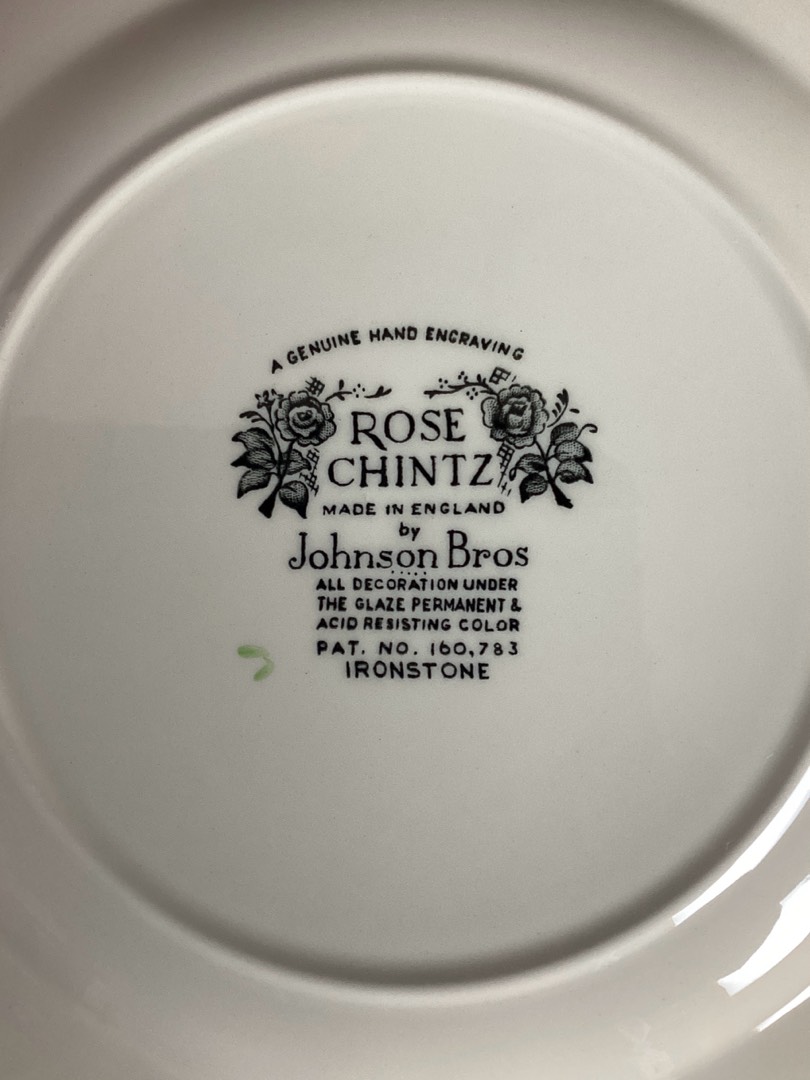 A GENUINE HAND ENGRAVING
ROSE
CHINTZ
MADE IN ENGLAND
by
Johnson Bros
ALL DECORATION UNDER
THE GLAZE PERMANENT &
ACID RESISTING COLOR
PAT. NO. 160,783
IRONSTONE